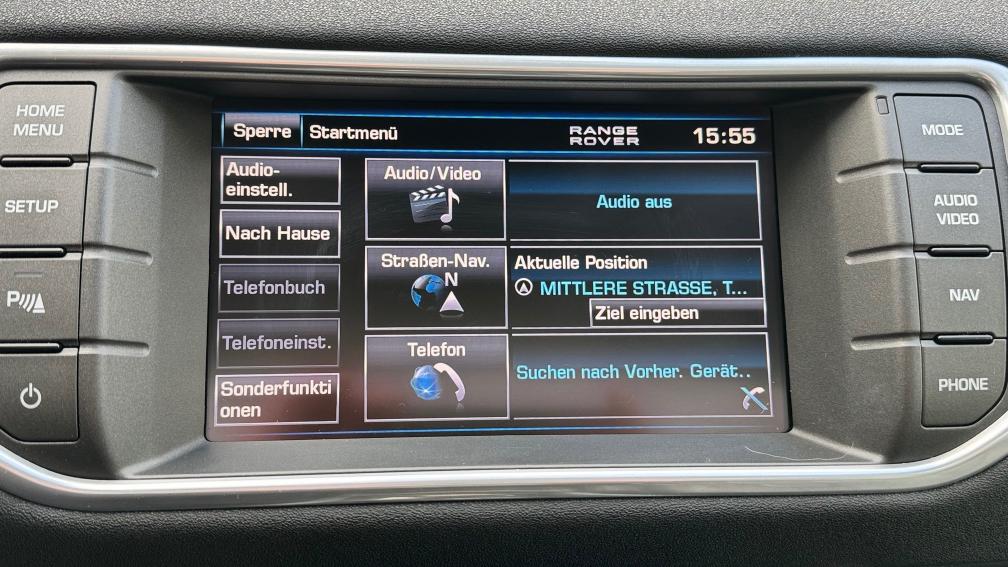 HOME
MENU
SETUP
P
Sperre Startmenü RANGE
ROVER 15:55
Audio-
einstell.
Nach Hause
Telefonbuch
Telefoneinst.
Sonderfunkti
onen
Audio/Video
Audio aus
Straßen-Nav.
N
Aktuelle Position
MITTLERE STRASSE, T...
Ziel eingeben
Telefon
Suchen nach Vorher. Gerät..
MODE
AUDIO
VIDEO
NAV
PHONE